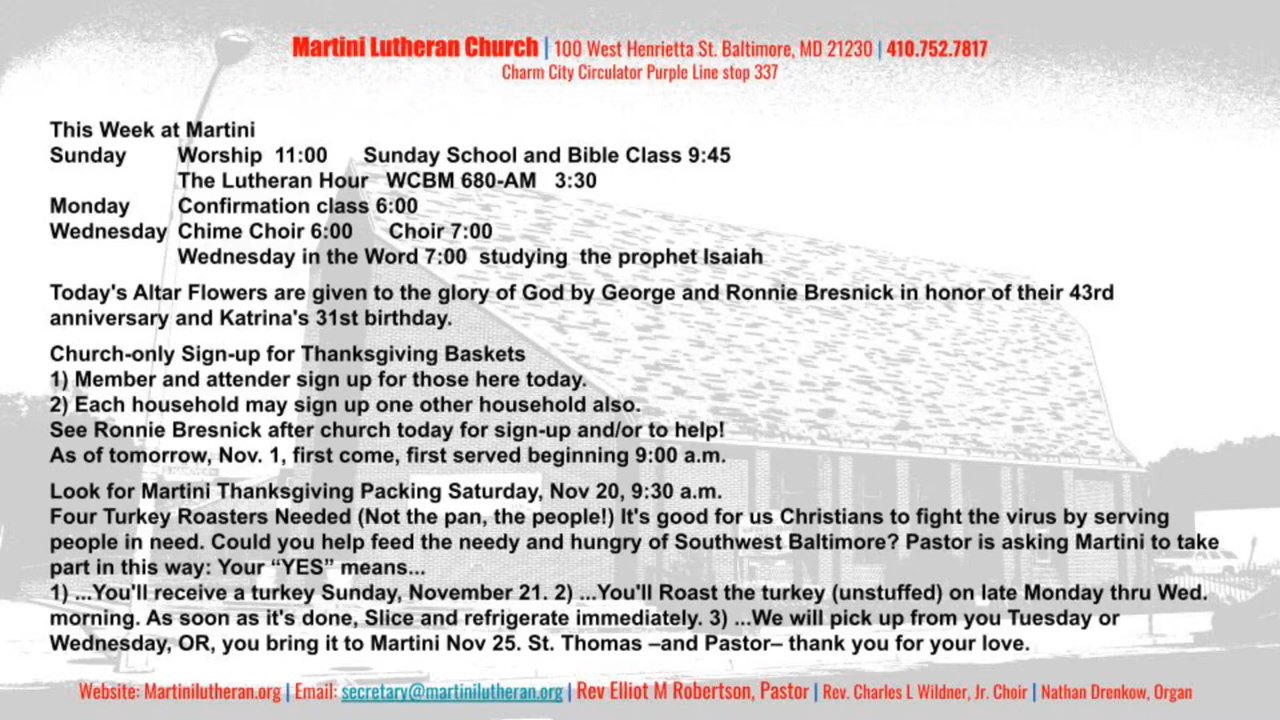 Martini Lutheran Church | 100 West Henrietta St. Baltimore, MD 21230 | 410.752.7817
Charm City Circulator Purple Line stop 337
This Week at Martini
Sunday Worship 11:00 Sunday School and Bible Class 9:45
The Lutheran Hour WCBM 680-AM 3:30
Monday Confirmation class 6:00
Wednesday Chime Choir 6:00 Choir 7:00
Wednesday in the Word 7:00 studying the prophet Isaiah
Today's Altar Flowers are given to the glory of God by George and Ronnie Bresnick in honor of their 43rd
anniversary and Katrina's 31st birthday.
Church-only Sign-up for Thanksgiving Baskets
1) Member and attender sign up for those here today.
2) Each household may sign up one other household also.
See Ronnie Bresnick after church today for sign-up and/or to help!
As of tomorrow, Nov. 1, first come, first served beginning 9:00 a.m.
Look for Martini Thanksgiving Packing Saturday, Nov 20, 9:30 a.m.
Four Turkey Roasters Needed (Not the pan, the people!) It's good for us Christians to fight the virus by serving
people in need. Could you help feed the needy and hungry of Southwest Baltimore? Pastor is asking Martini to take
part in this way: Your “YES” means...
1) ...You'll receive a turkey Sunday, November 21. 2) ...You'll Roast the turkey (unstuffed) on late Monday thru Wed.
morning. As soon as it's done, Slice and refrigerate immediately. 3) ...We will pick up from you Tuesday or
Wednesday, OR, you bring it to Martini Nov 25. St. Thomas –and Pastor– thank you for your love.
Website: Martinilutheran.org | Email: secretary@martinilutheran.org | Rev Elliot M Robertson, Pastor | Rev. Charles L Wildner, Jr. Choir | Nathan Drenkow, Organ